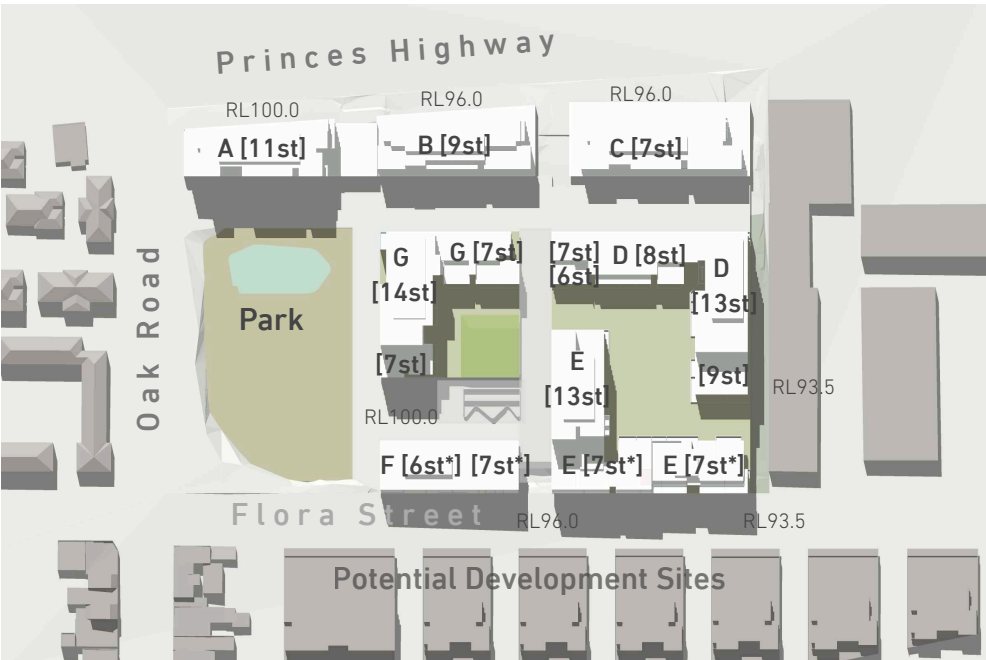 Princes Highway
RL100.0
RL96.0
RL96.0
A [11st]
B [9st]
C [7st]
Oak Road
Park
G
[14st]
G [7st]
[7st]
[7st]
[6st]
D [8st]
D
[13st]
E
[13st]
[9st]
RL93.5
RL100.0
F [6st*] [7st*]
E [7st*]
E [7st*]
Flora Street
RL96.0
RL93.5
Potential Development Sites